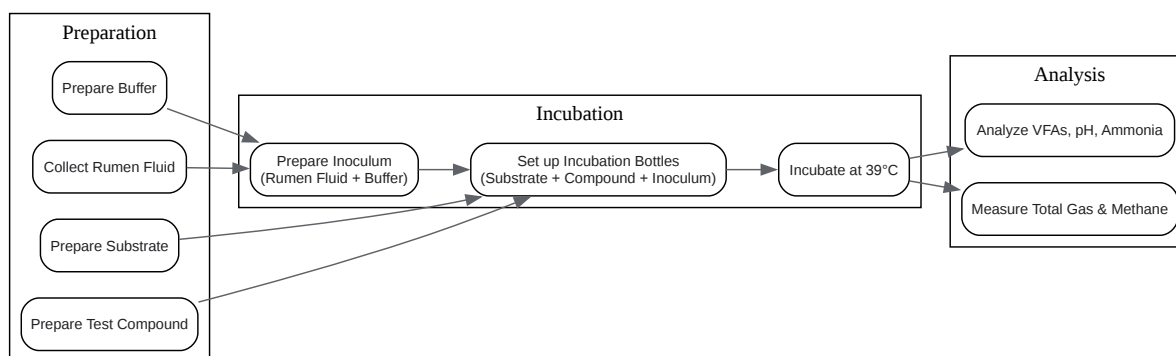 Preparation
Prepare Buffer
Collect Rumen Fluid
Prepare Substrate
Prepare Test Compound
Incubation
Prepare Inoculum
(Rumen Fluid + Buffer)
Set up Incubation Bottles
(Substrate + Compound + Inoculum)
Incubate at 39°C
Analysis
Analyze VFAs, pH, Ammonia
Measure Total Gas & Methane